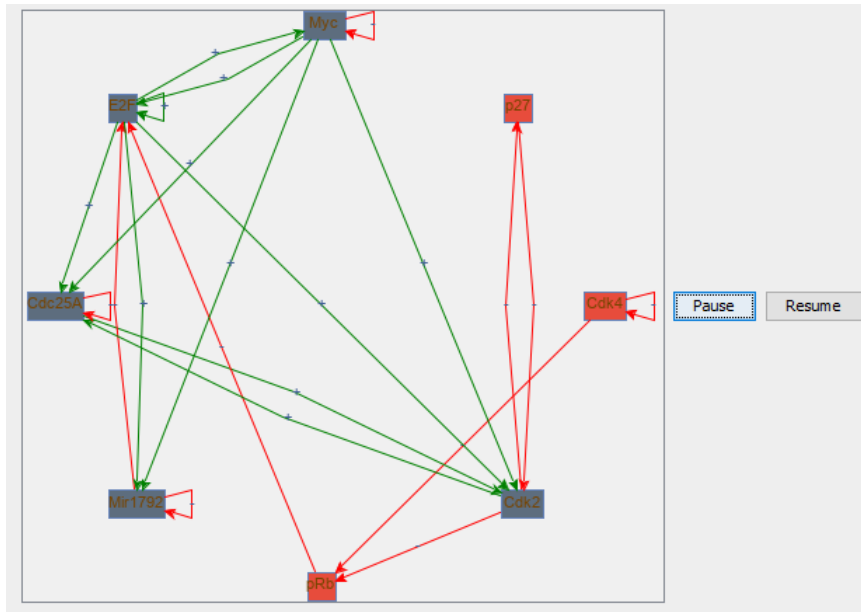 Myc
E2F
p27
Cdc25A
Cdk4
Pause
Resume
Mir1792
Cdk2
pRb